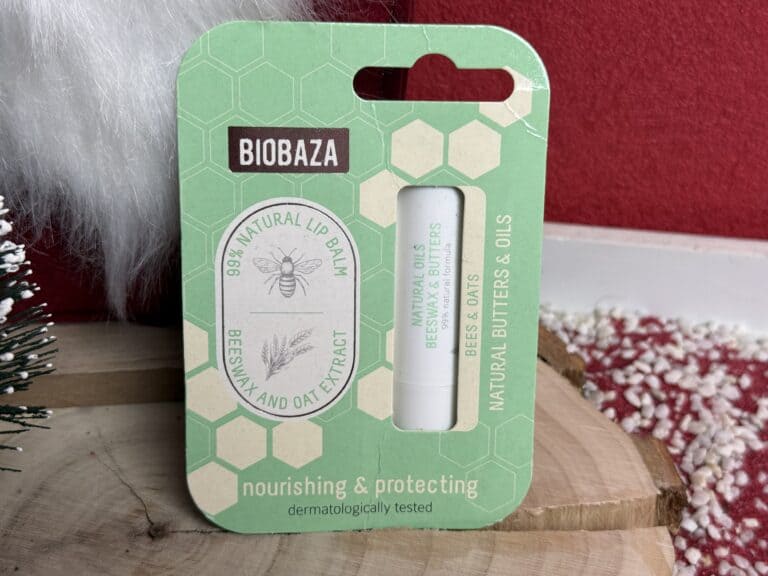 BIOBAZA
99% NATURAL LIP BALM
BEESWAX AND OAT EXTRACT
NATURAL OILS
BEESWAX & BUTTERS
99% natural formula
BEES & OATS
NATURAL BUTTERS & OILS
nourishing & protecting
dermatologically tested